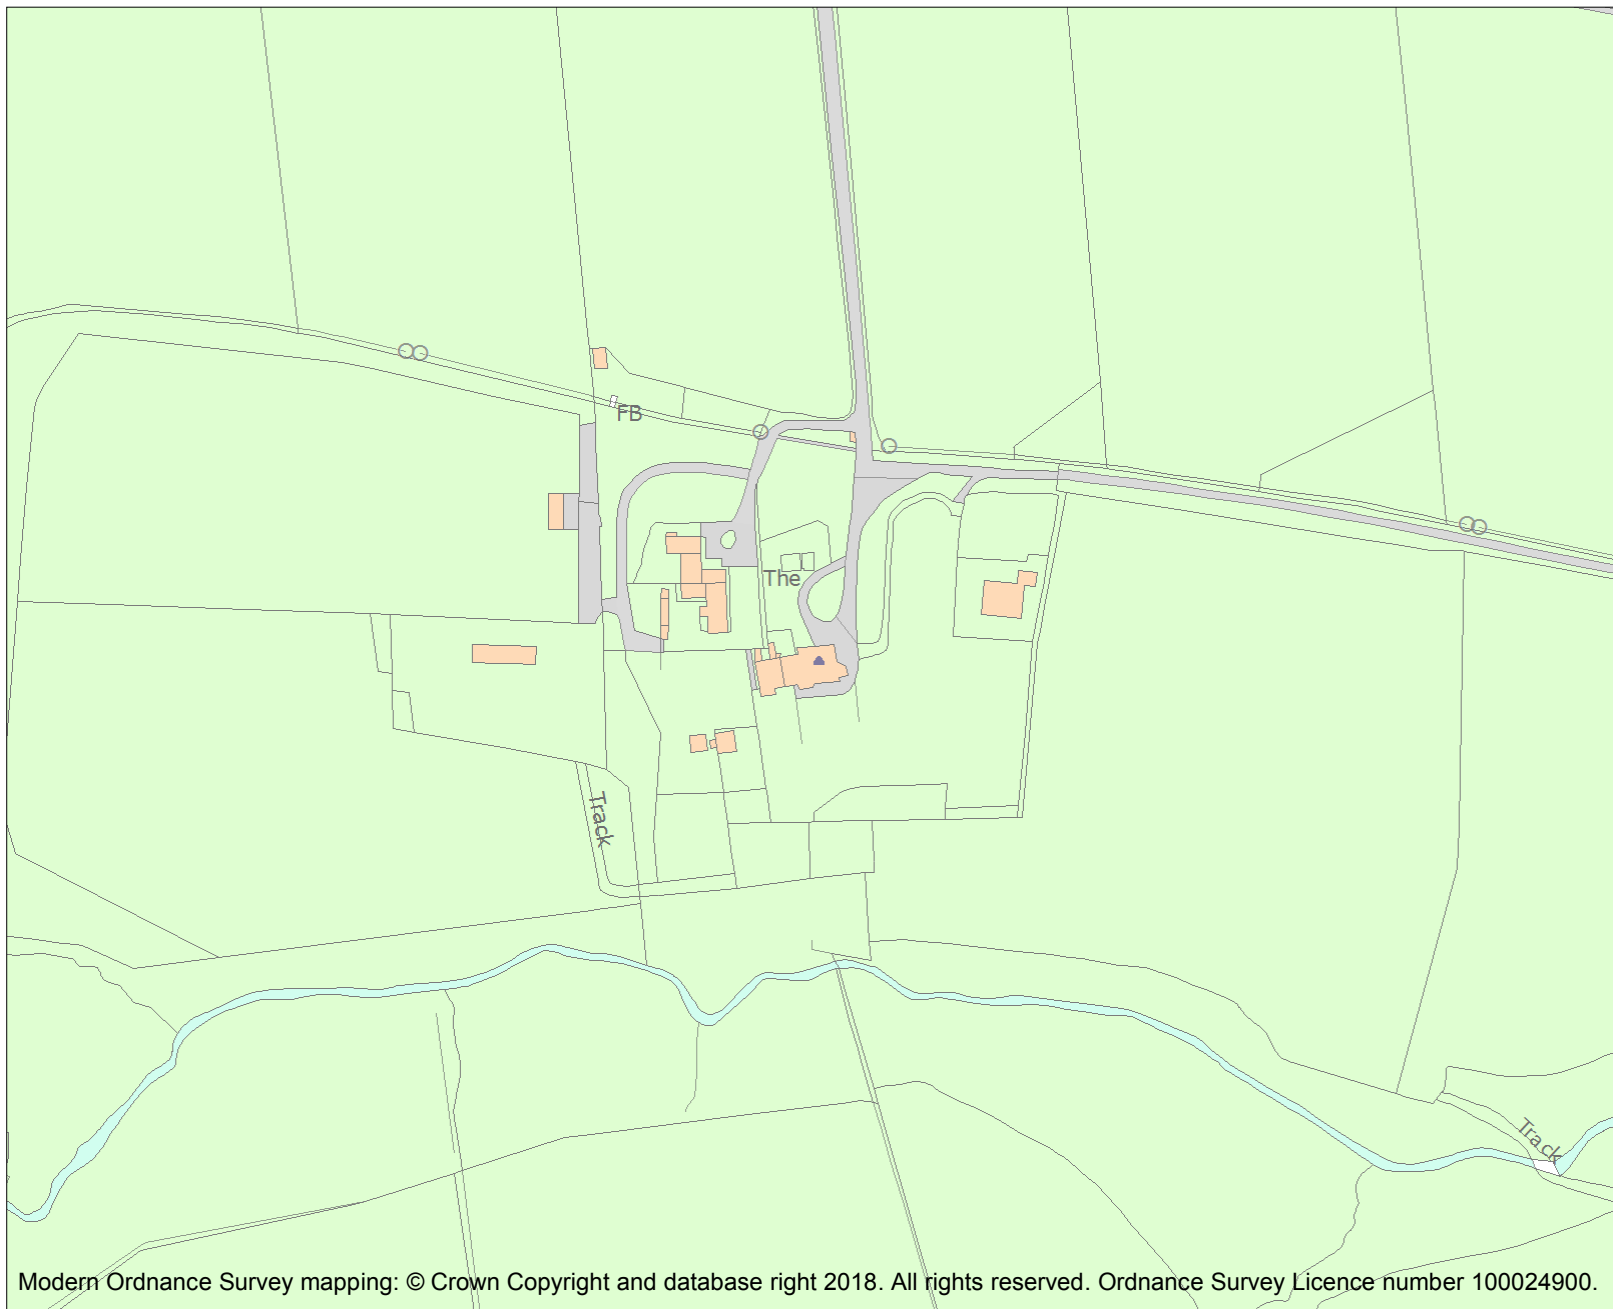 FB
The
Track
Track
Modern Ordnance Survey mapping: © Crown Copyright and database right 2018. All rights reserved. Ordnance Survey Licence number 100024900.